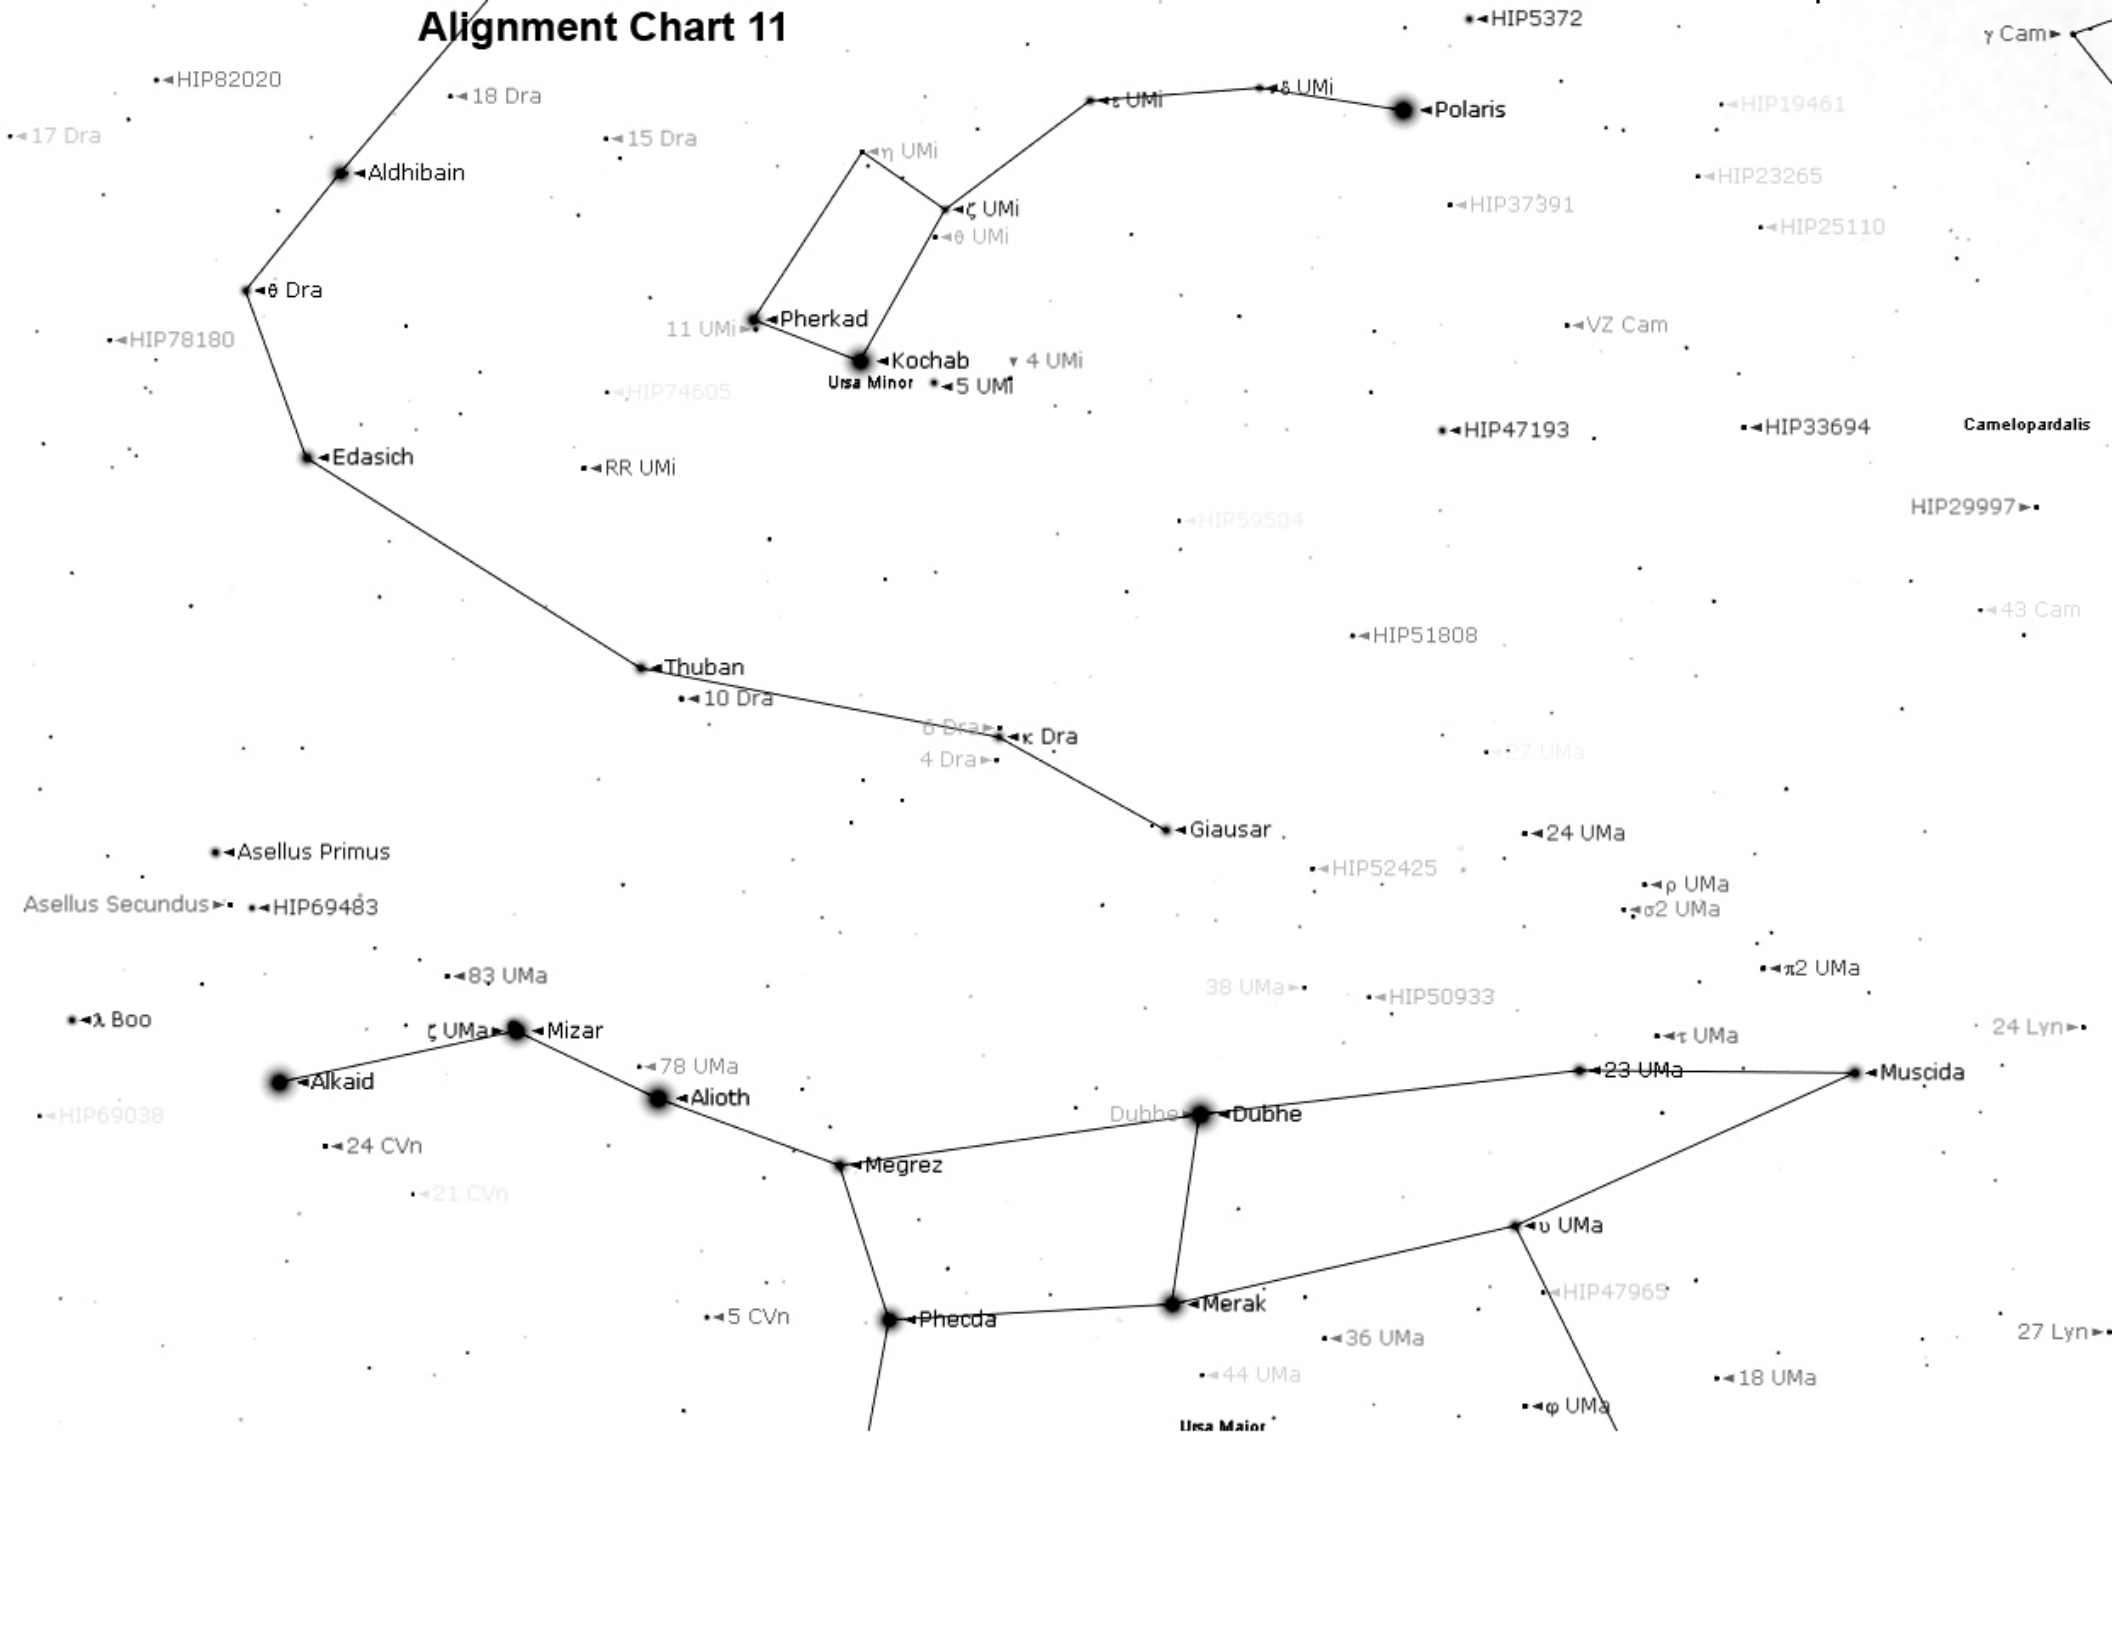 Alignment Chart 11
HIP5372
γ Cam
HIP82020
18 Dra
ε UMi
δ UMi
Polaris
HIP19461
17 Dra
15 Dra
η UMi
Aldhibain
HIP23265
ζ UMi
HIP37391
θ UMi
HIP25110
θ Dra
Pherkad
11 UMi
VZ Cam
HIP78180
Kochab
4 UMi
Ursa Minor
5 UMi
HIP74605
HIP47193
HIP33694
Camelopardalis
Edasich
RR UMi
HIP29997
HIP59504
43 Cam
HIP51808
Thuban
10 Dra
6 Dra
κ Dra
4 Dra
27 UMa
Giausar
24 UMa
Asellus Primus
HIP52425
ρ UMa
Asellus Secundus
HIP69483
σ2 UMa
83 UMa
π2 UMa
38 UMa
HIP50933
λ Boo
ζ UMa
Mizar
24 Lyn
τ UMa
78 UMa
23 UMa
Muscida
Alkaid
Alioth
HIP69038
Dubhe
Dubhe
24 CVn
Megrez
21 CVn
υ UMa
HIP47965
Phecda
Merak
5 CVn
36 UMa
27 Lyn
44 UMa
18 UMa
φ UMa
Ursa Major